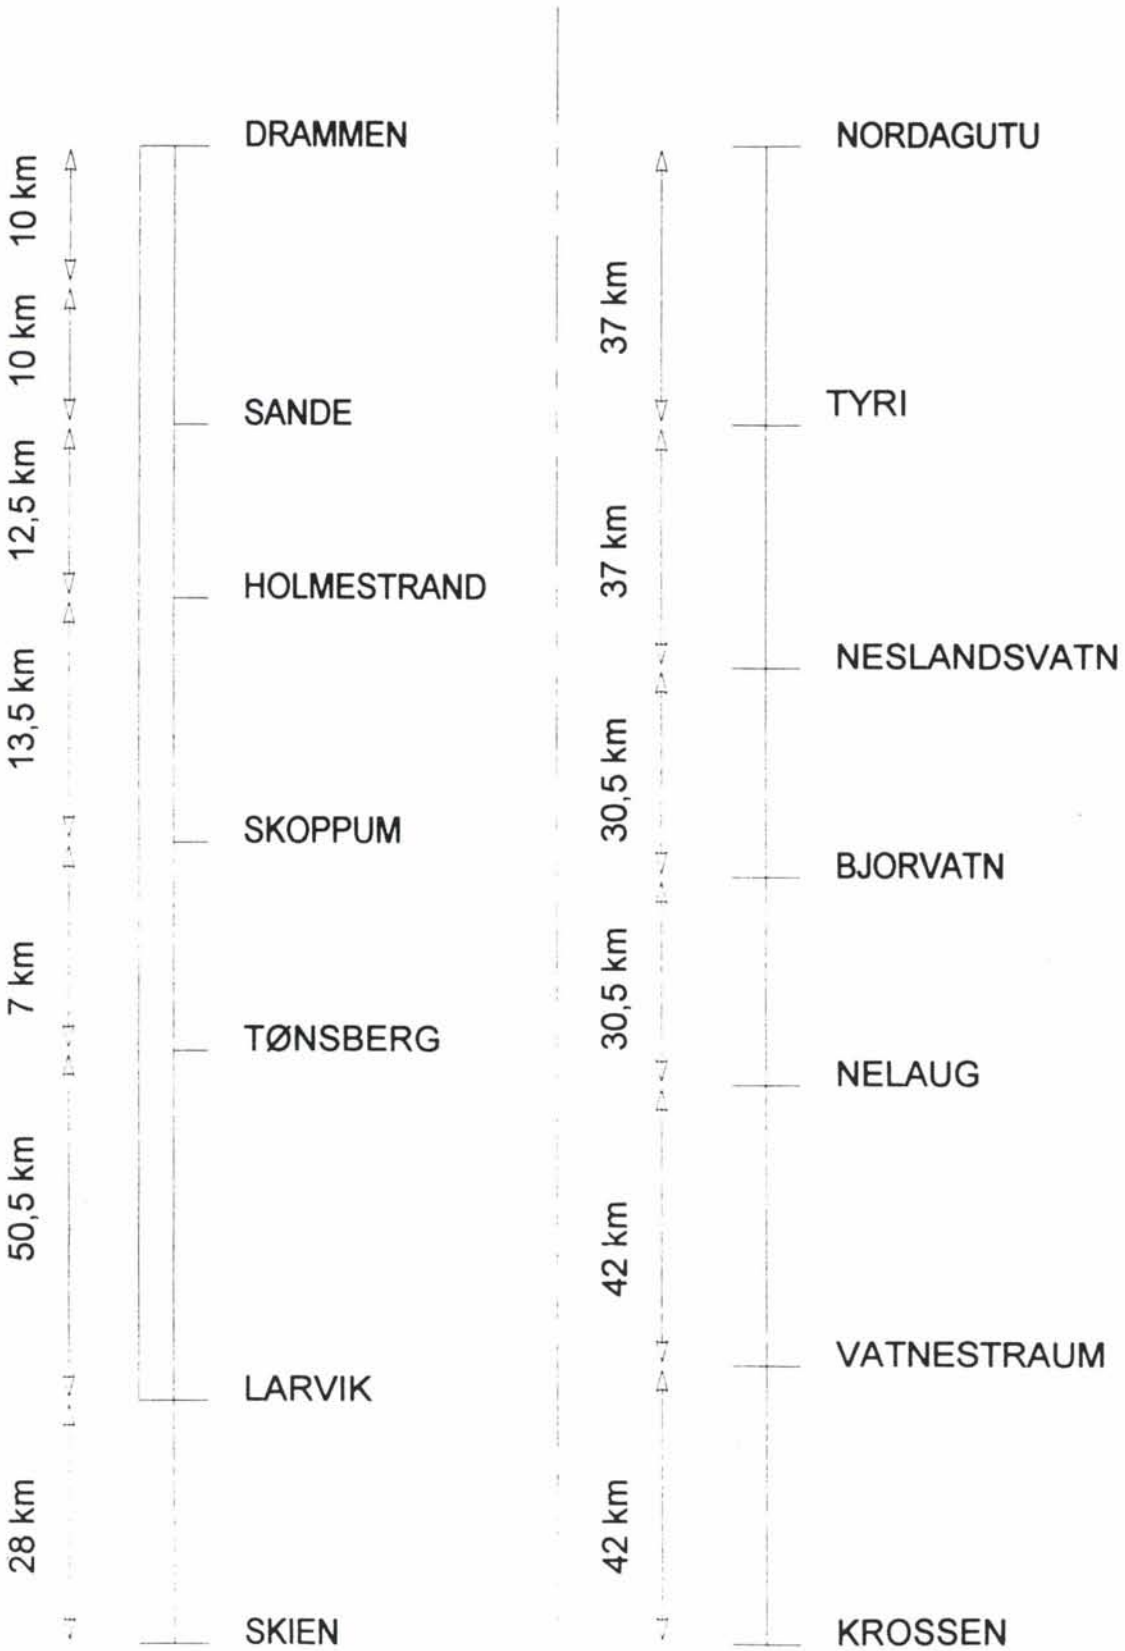 DRAMMEN
10 km
10 km
SANDE
12,5 km
HOLMESTRAND
13,5 km
SKOPPUM
7 km
TØNSBERG
50,5 km
LARVIK
28 km
SKIEN
NORDAGUTU
37 km
TYRI
37 km
NESLANDSVATN
30,5 km
BJORVATN
30,5 km
NELAUG
42 km
VATNESTRAUM
42 km
KROSSEN